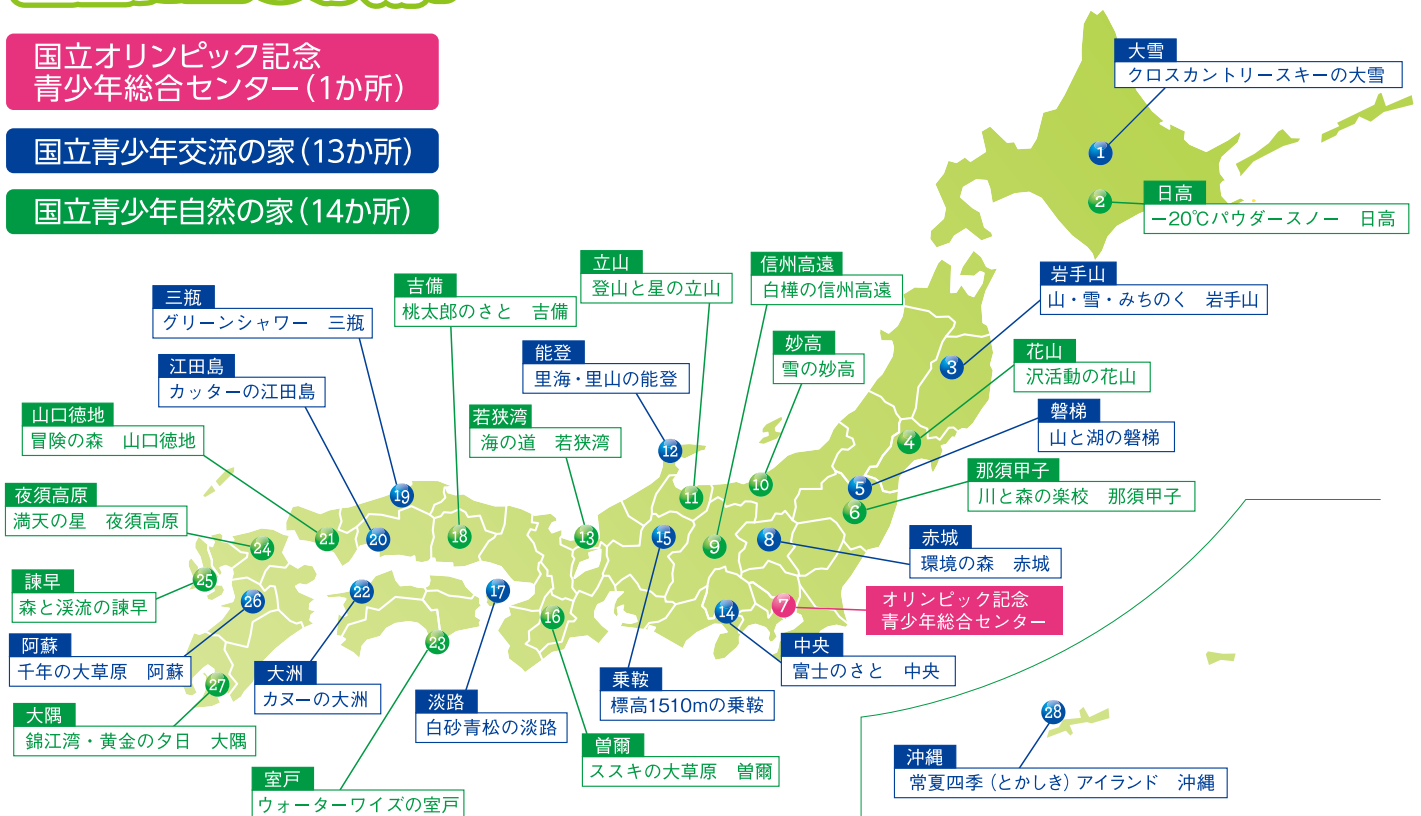 国立オリンピック記念
青少年総合センター(1か所)
国立青少年交流の家(13か所)
国立青少年自然の家(14か所)
大雪
クロスカントリースキーの大雪
1
日高
−20℃パウダースノー 日高
2
岩手山
山・雪・みちのく 岩手山
3
花山
沢活動の花山
4
磐梯
山と湖の磐梯
5
那須甲子
川と森の楽校 那須甲子
6
赤城
環境の森 赤城
8
オリンピック記念
青少年総合センター
7
中央
富士のさと 中央
14
信州高遠
白樺の信州高遠
9
妙高
雪の妙高
10
立山
登山と星の立山
11
能登
里海・里山の能登
12
若狭湾
海の道 若狭湾
13
乗鞍
標高1510mの乗鞍
15
曽爾
ススキの大草原 曽爾
16
淡路
白砂青松の淡路
17
吉備
桃太郎のさと 吉備
18
三瓶
グリーンシャワー 三瓶
19
江田島
カッターの江田島
20
山口徳地
冒険の森 山口徳地
21
大洲
カヌーの大洲
22
室戸
ウォーターワイズの室戸
23
夜須高原
満天の星 夜須高原
24
諫早
森と渓流の諫早
25
阿蘇
千年の大草原 阿蘇
26
大隅
錦江湾・黄金の夕日 大隅
27
沖縄
常夏四季(とかしき)アイランド 沖縄
28